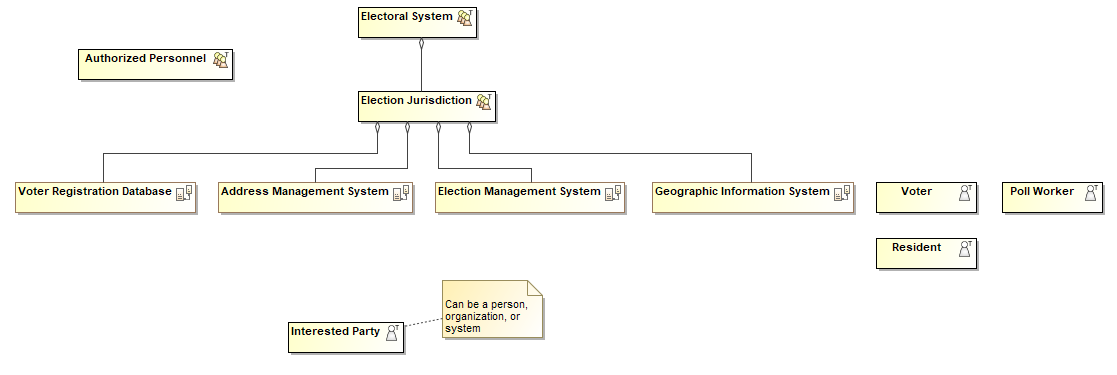 Electoral System
Authorized Personnel
Election Jurisdiction
Voter Registration Database
Address Management System
Election Management System
Geographic Information System
Voter
Poll Worker
Resident
Can be a person,
organization, or
system
Interested Party